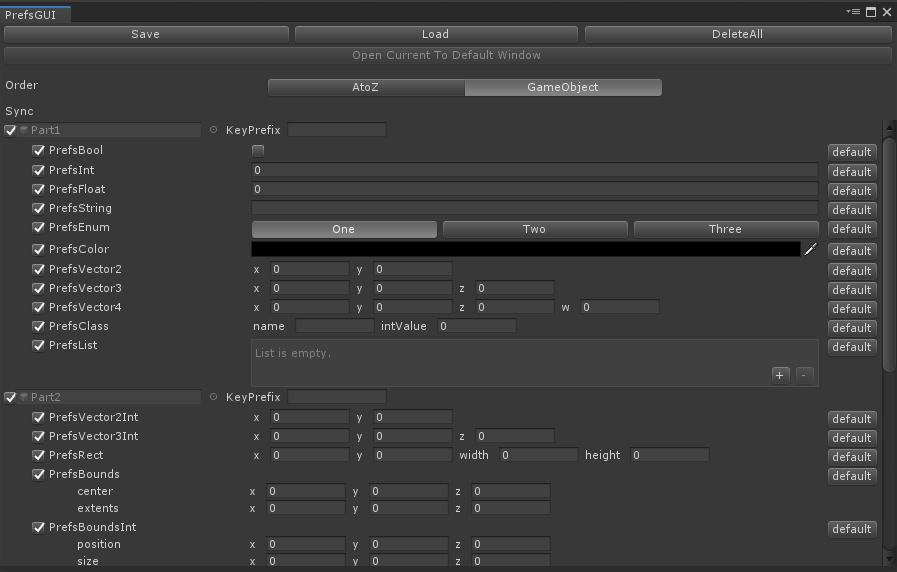 PrefsGUI
Save Load DeleteAll
Open Current To Default Window
Order AtoZ GameObject
Sync
Part1 KeyPrefix
PrefsBool default
PrefsInt 0 default
PrefsFloat 0 default
PrefsString default
PrefsEnum One Two Three default
PrefsColor default
PrefsVector2 x 0 y 0 default
PrefsVector3 x 0 y 0 z 0 default
PrefsVector4 x 0 y 0 z 0 w 0 default
PrefsClass name intValue 0 default
PrefsList List is empty. default
+ -
Part2 KeyPrefix
PrefsVector2Int x 0 y 0 default
PrefsVector3Int x 0 y 0 z 0 default
PrefsRect x 0 y 0 width 0 height 0 default
PrefsBounds default
center x 0 y 0 z 0
extents x 0 y 0 z 0
PrefsBoundsInt default
position x 0 y 0 z 0
size x 0 y 0 z 0